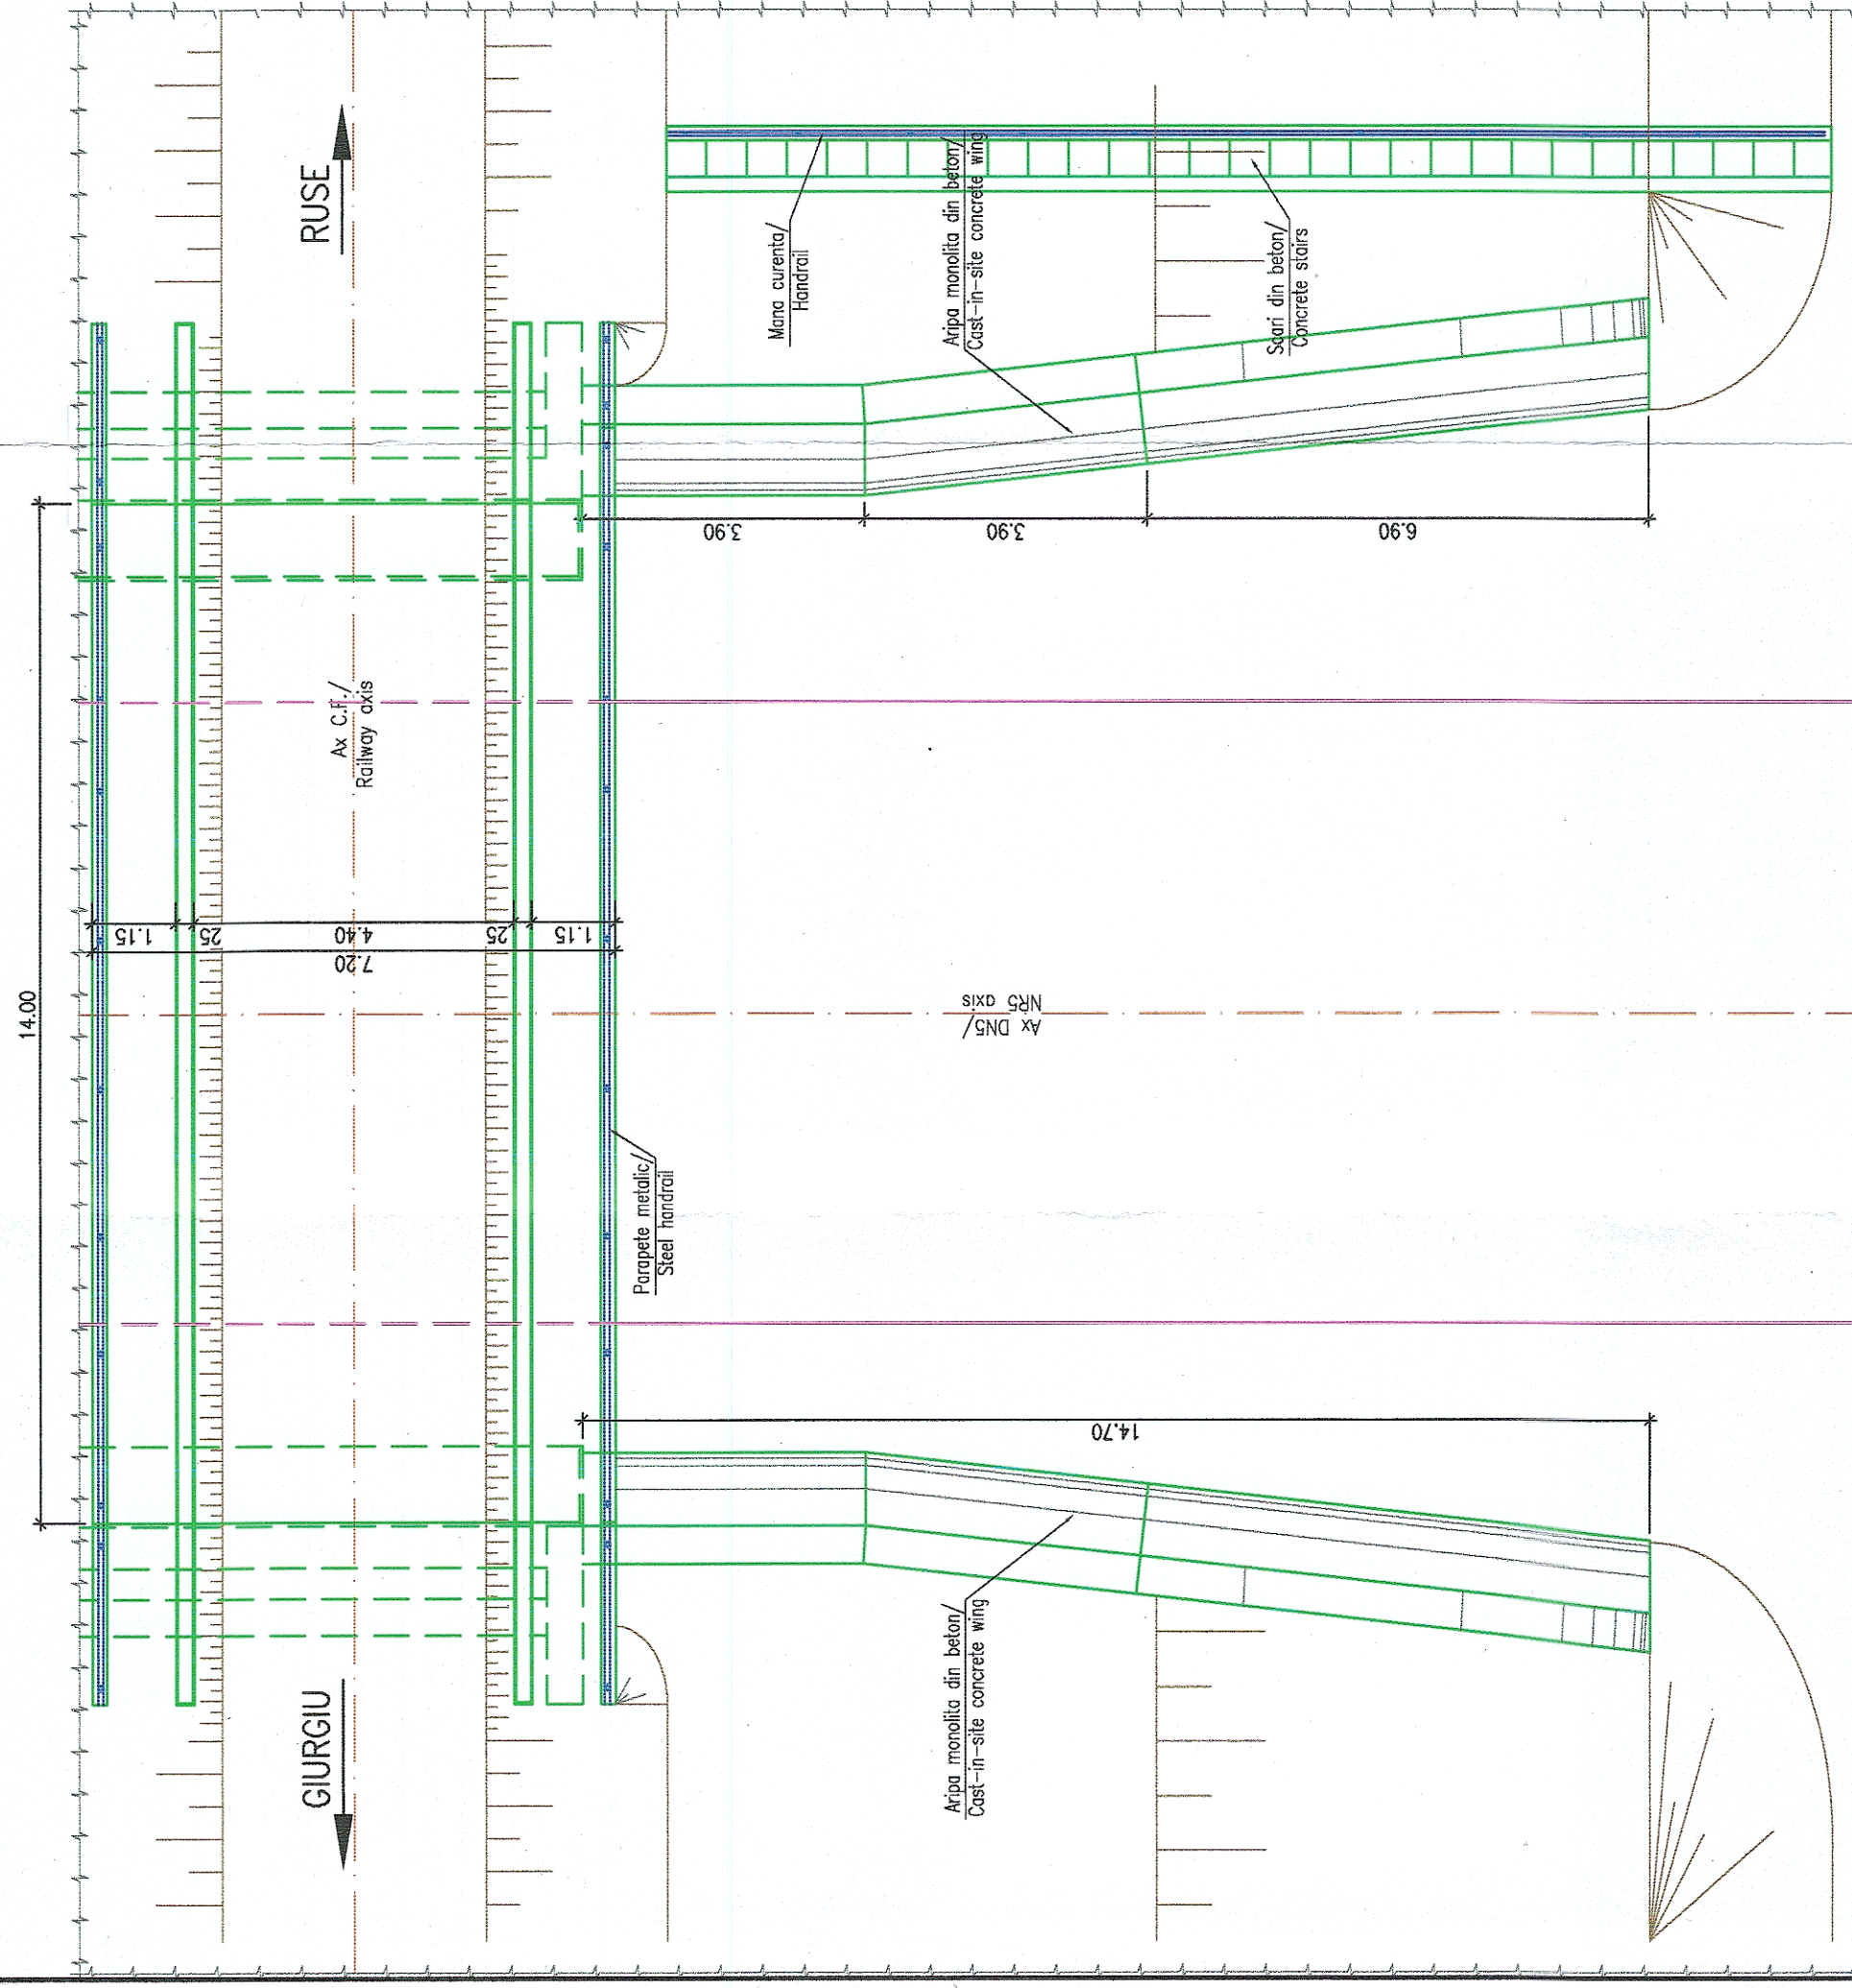 RUSE
Mana curenta/
Handrail
Aripa monolita din beton/
Cast-in-site concrete wing
Scari din beton/
Concrete stairs
3.90
3.90
6.90
Ax C.F./
Railway axis
1.15
25
4.40
25
1.15
7.20
14.00
Ax DN5/
NR5 axis
Parapete metalic/
Steel handrail
14.70
GIURGIU
Aripa monolita din beton/
Cast-in-site concrete wing